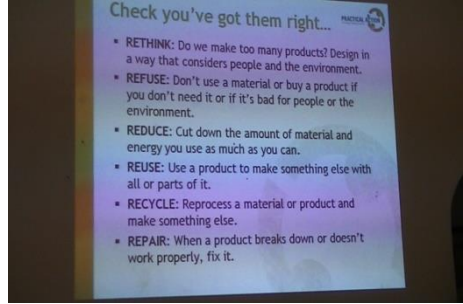 Check you've got them right...
PRACTICAL ACTION
▪ RETHINK: Do we make too many products? Design in
a way that considers people and the environment.
▪ REFUSE: Don't use a material or buy a product if
you don't need it or if it's bad for people or the
environment.
▪ REDUCE: Cut down the amount of material and
energy you use as much as you can.
▪ REUSE: Use a product to make something else with
all or parts of it.
▪ RECYCLE: Reprocess a material or product and
make something else.
▪ REPAIR: When a product breaks down or doesn't
work properly, fix it.